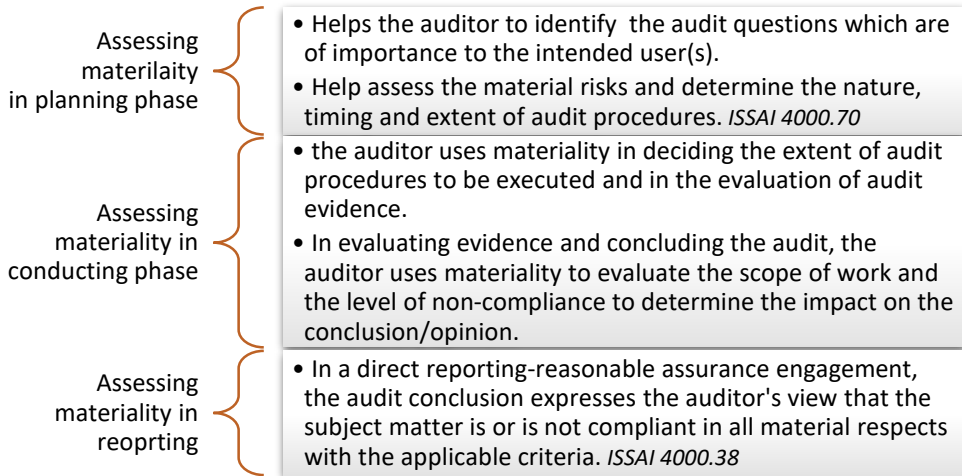 Assessing
materilaity
in planning phase
• Helps the auditor to identify the audit questions which are
of importance to the intended user(s).
• Help assess the material risks and determine the nature,
timing and extent of audit procedures. ISSAI 4000.70
Assessing
materiality in
conducting phase
• the auditor uses materiality in deciding the extent of audit
procedures to be executed and in the evaluation of audit
evidence.
• In evaluating evidence and concluding the audit, the
auditor uses materiality to evaluate the scope of work and
the level of non-compliance to determine the impact on the
conclusion/opinion.
Assessing
materiality in
reoprting
• In a direct reporting-reasonable assurance engagement,
the audit conclusion expresses the auditor's view that the
subject matter is or is not compliant in all material respects
with the applicable criteria. ISSAI 4000.38